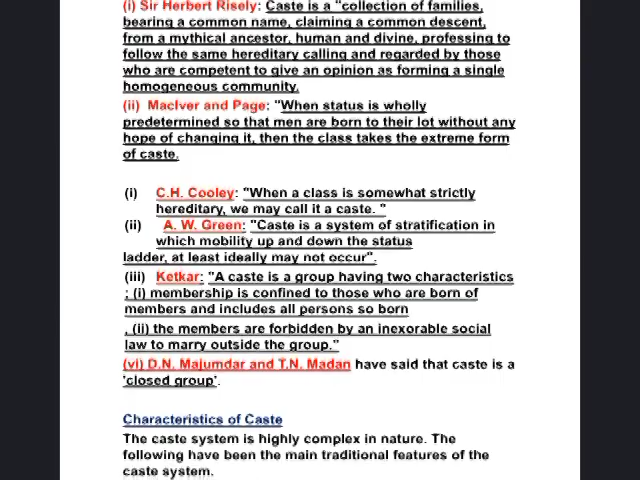 (i) Sir Herbert Risely: Caste is a "collection of families,
bearing a common name, claiming a common descent,
from a mythical ancestor, human and divine, professing to
follow the same hereditary calling and regarded by those
who are competent to give an opinion as forming a single
homogeneous community.
(ii) MacIver and Page: "When status is wholly
predetermined so that men are born to their lot without any
hope of changing it, then the class takes the extreme form
of caste.
(i) C.H. Cooley: "When a class is somewhat strictly
hereditary, we may call it a caste. "
(ii) A. W. Green: "Caste is a system of stratification in
which mobility up and down the status
ladder, at least ideally may not occur".
(iii) Ketkar: "A caste is a group having two characteristics
; (i) membership is confined to those who are born of
members and includes all persons so born
, (ii) the members are forbidden by an inexorable social
law to marry outside the group."
(vi) D.N. Majumdar and T.N. Madan have said that caste is a
'closed group'.
Characteristics of Caste
The caste system is highly complex in nature. The
following have been the main traditional features of the
caste system.